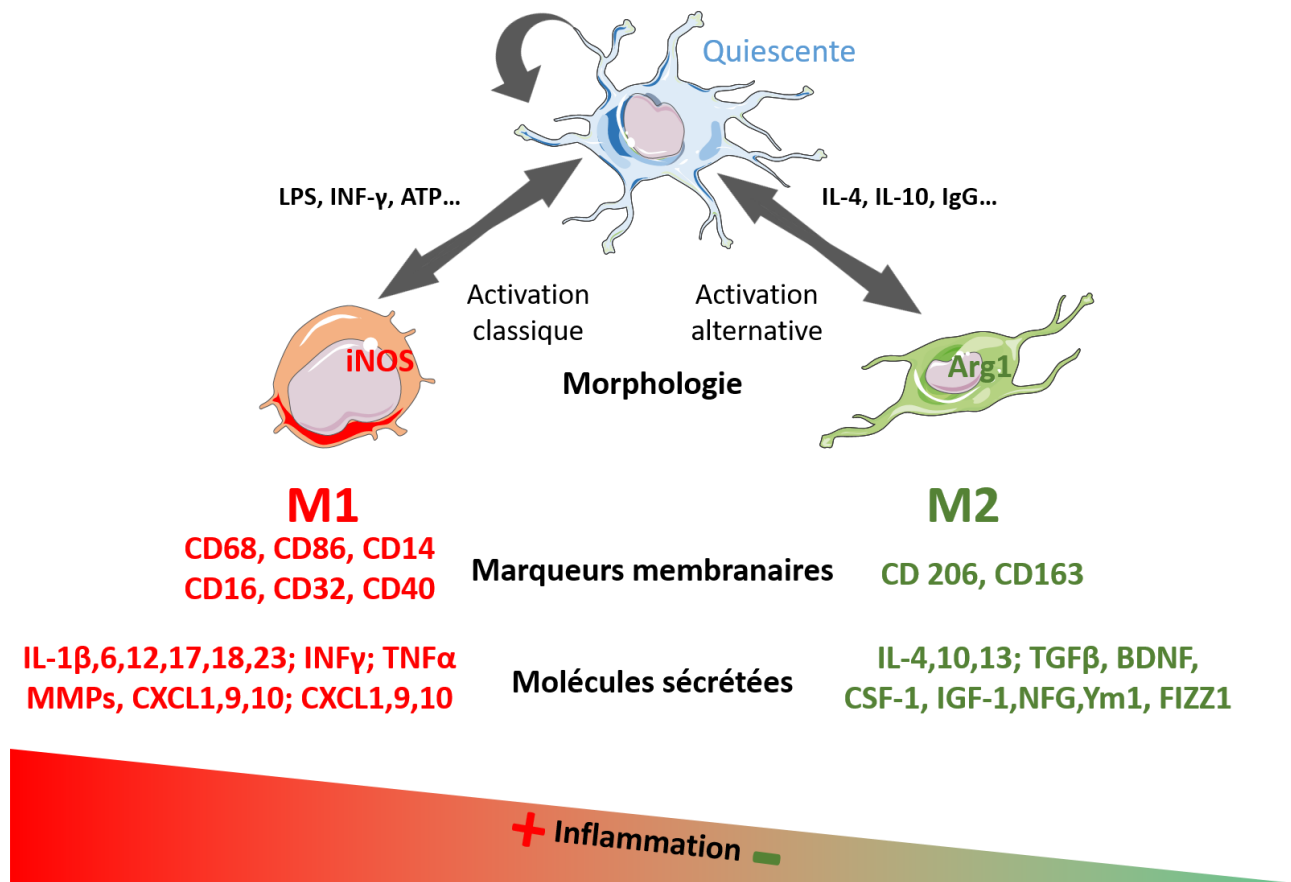 Quiescente
LPS, INF-γ, ATP...
IL-4, IL-10, IgG...
Activation
classique
Activation
alternative
iNOS
Arg1
Morphologie
M1
M2
CD68, CD86, CD14
CD16, CD32, CD40
Marqueurs membranaires
CD 206, CD163
IL-1β,6,12,17,18,23; INFγ; TNFα
MMPs, CXCL1,9,10; CXCL1,9,10
Molécules sécrétées
IL-4,10,13; TGFβ, BDNF,
CSF-1, IGF-1,NFG,Ym1, FIZZ1
+ Inflammation -